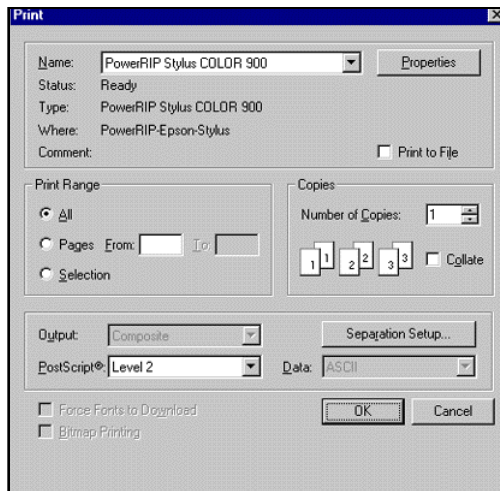 Print
Name: PowerRIP Stylus COLOR 900 Properties
Status: Ready
Type: PowerRIP Stylus COLOR 900
Where: PowerRIP-Epson-Stylus
Comment: Print to File
Print Range
All
Pages From: To:
Selection
Copies
Number of Copies: 1
1 1 2 2 3 3 Collate
Output: Composite Separation Setup...
PostScript®: Level 2 Data: ASCII
Force Fonts to Download
Bitmap Printing
OK Cancel